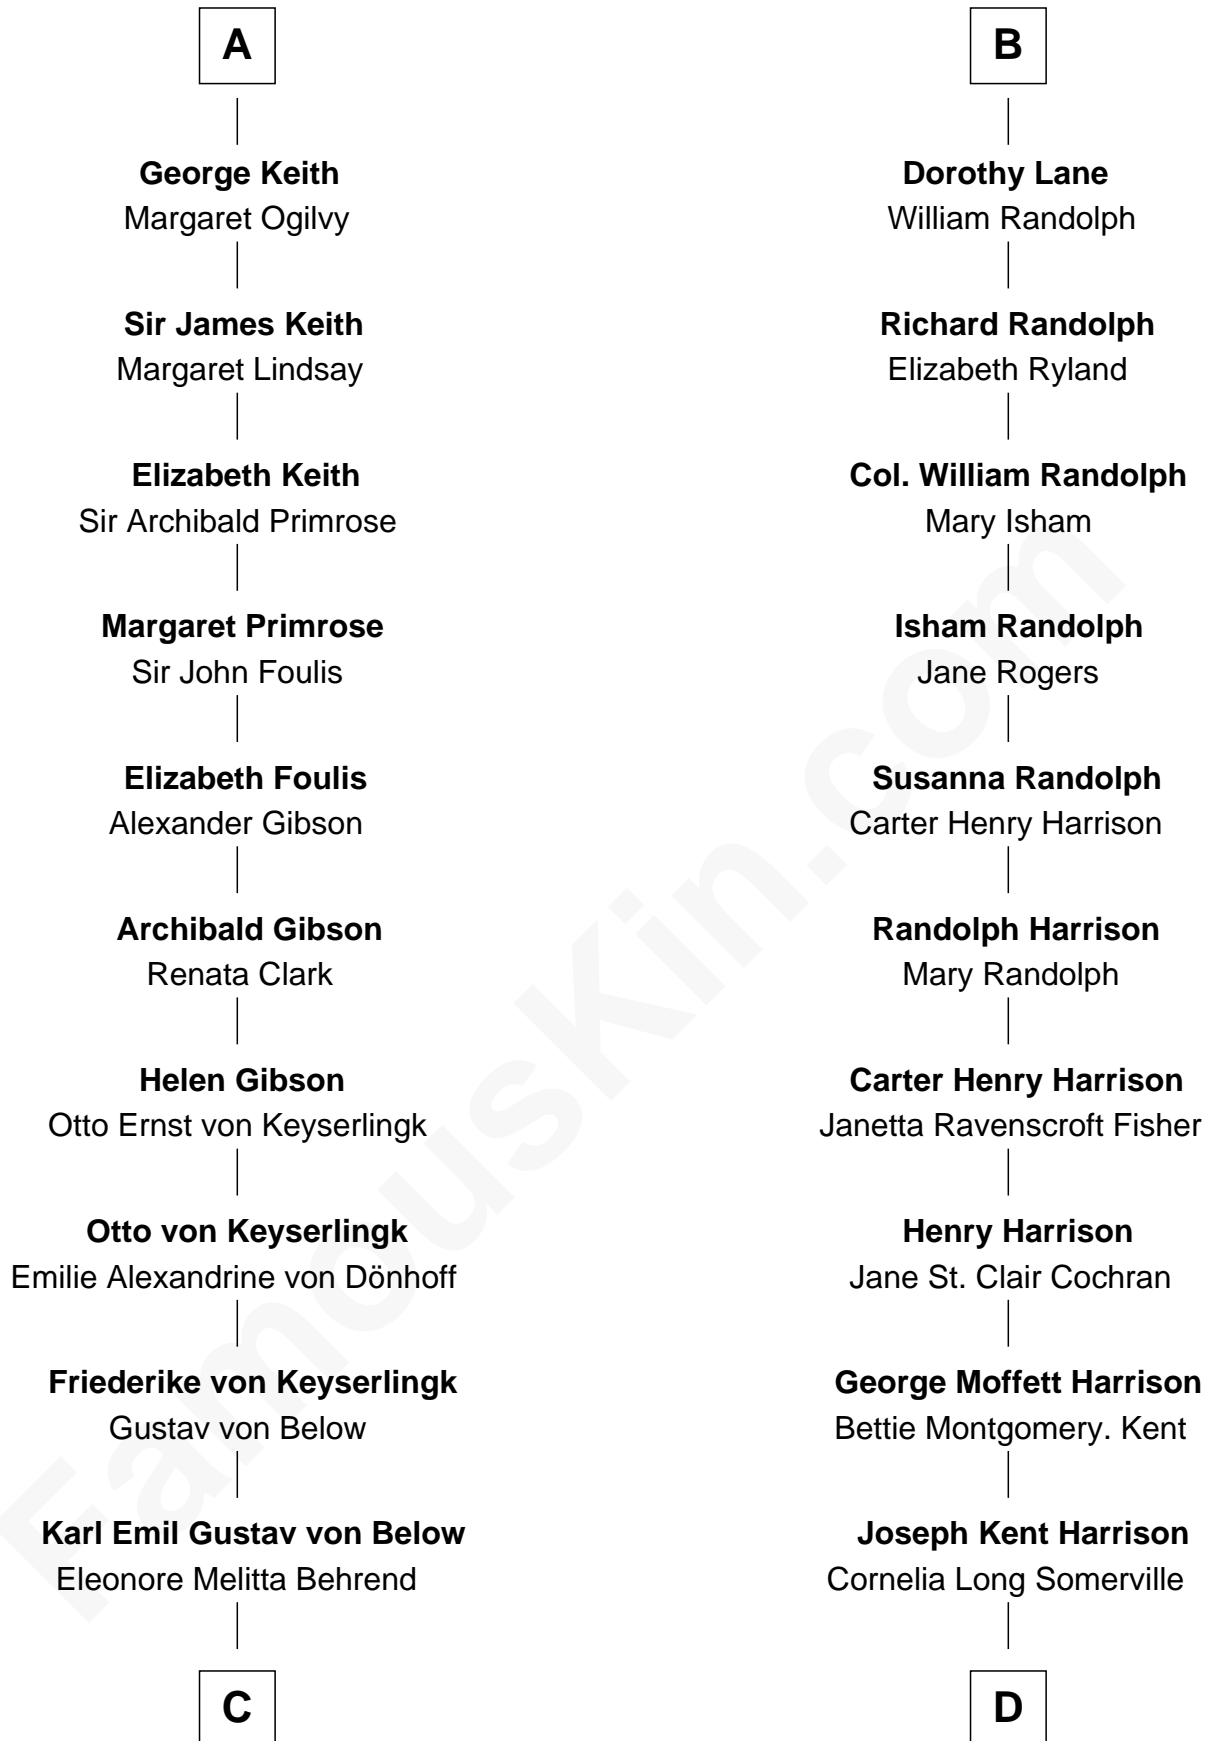 A
George Keith
Margaret Ogilvy
Sir James Keith
Margaret Lindsay
Elizabeth Keith
Sir Archibald Primrose
Margaret Primrose
Sir John Foulis
Elizabeth Foulis
Alexander Gibson
Archibald Gibson
Renata Clark
Helen Gibson
Otto Ernst von Keyserlingk
Otto von Keyserlingk
Emilie Alexandrine von Dönhoff
Friederike von Keyserlingk
Gustav von Below
Karl Emil Gustav von Below
Eleonore Melitta Behrend
C
B
Dorothy Lane
William Randolph
Richard Randolph
Elizabeth Ryland
Col. William Randolph
Mary Isham
Isham Randolph
Jane Rogers
Susanna Randolph
Carter Henry Harrison
Randolph Harrison
Mary Randolph
Carter Henry Harrison
Janetta Ravenscroft Fisher
Henry Harrison
Jane St. Clair Cochran
George Moffett Harrison
Bettie Montgomery. Kent
Joseph Kent Harrison
Cornelia Long Somerville
D
FamousKin.com